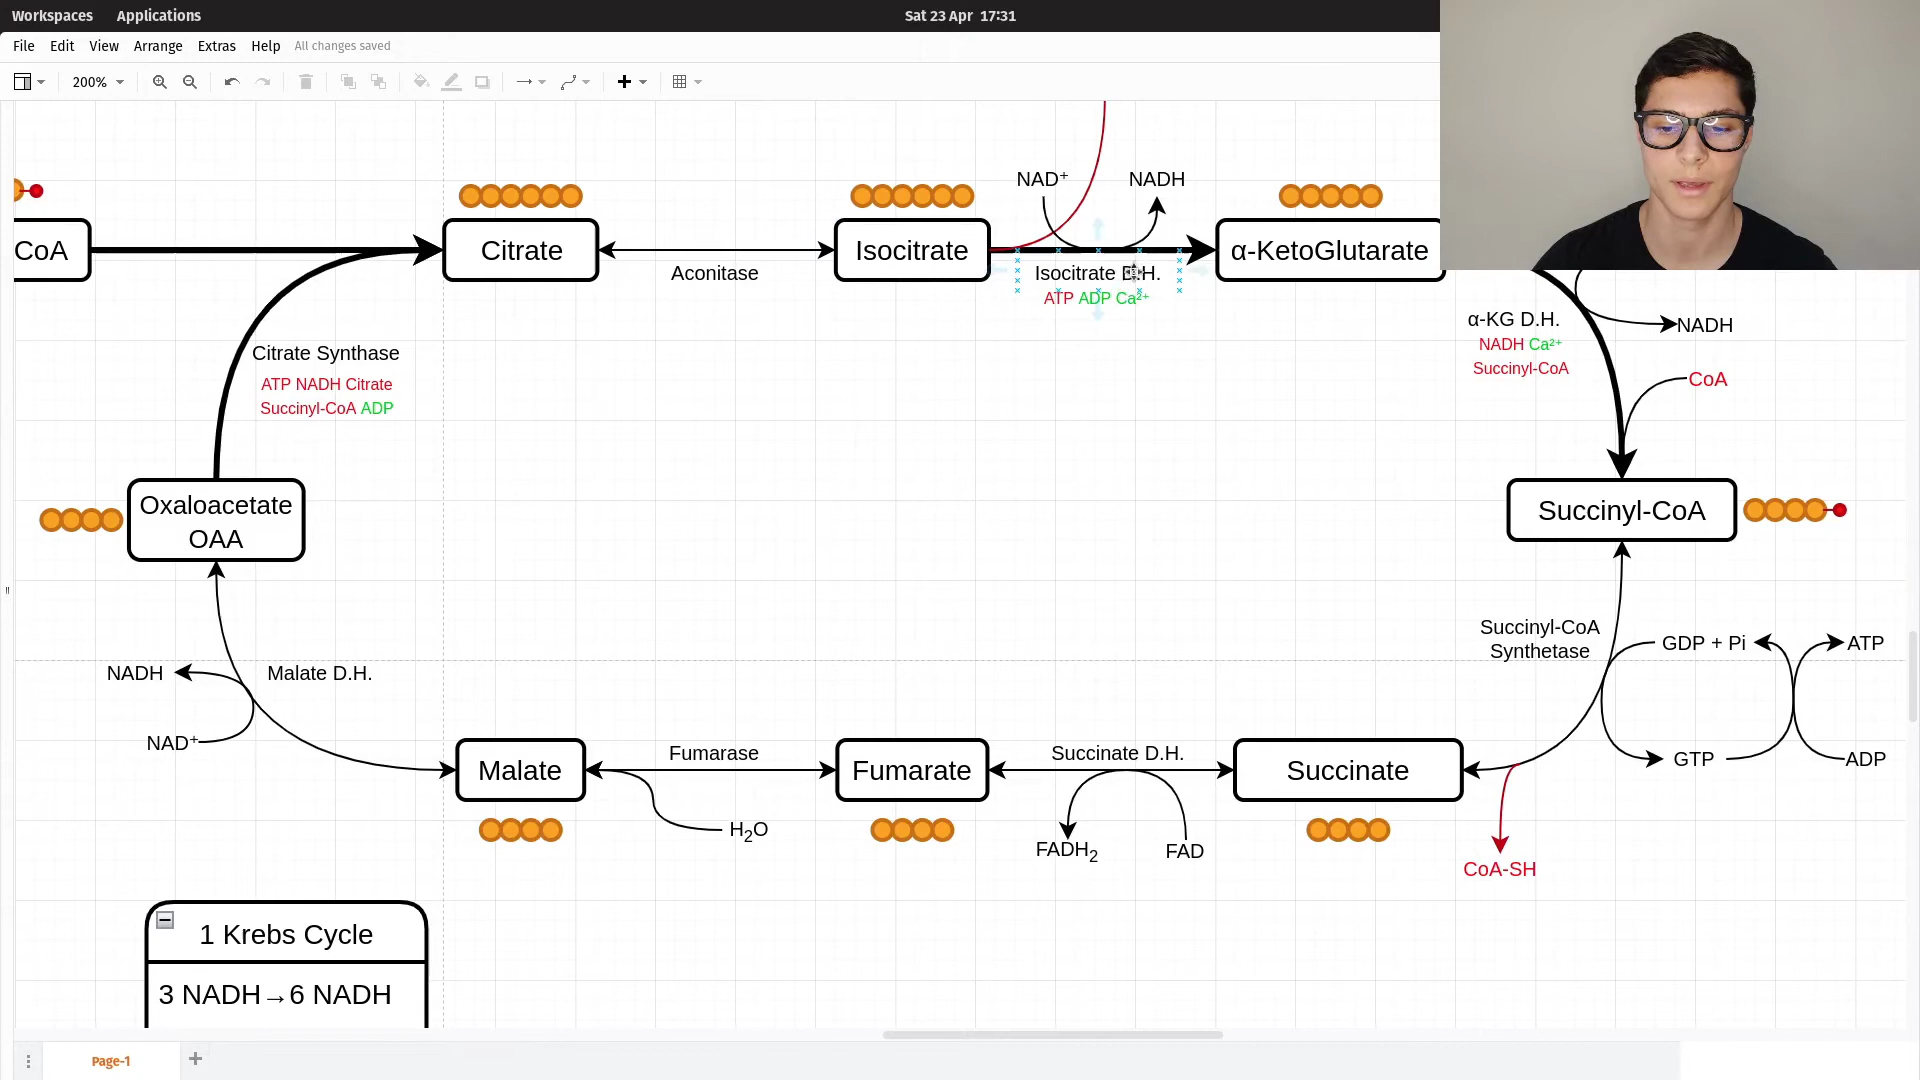 Workspaces Applications Sat 23 Apr 17:31
File Edit View Arrange Extras Help All changes saved
200%
NAD⁺ NADH
CoA Citrate Isocitrate α-KetoGlutarate
Aconitase Isocitrate D.H.
ATP ADP Ca²⁺
α-KG D.H. NADH
NADH Ca²⁺
Succinyl-CoA
CoA
Citrate Synthase
ATP NADH Citrate
Succinyl-CoA ADP
Oxaloacetate
OAA
Succinyl-CoA
Succinyl-CoA
Synthetase
GDP + Pi ATP
GTP ADP
NADH Malate D.H.
NAD⁺
Fumarase Succinate D.H.
Malate Fumarate Succinate
H₂O
FADH₂ FAD
CoA-SH
1 Krebs Cycle
3 NADH→6 NADH
Page-1